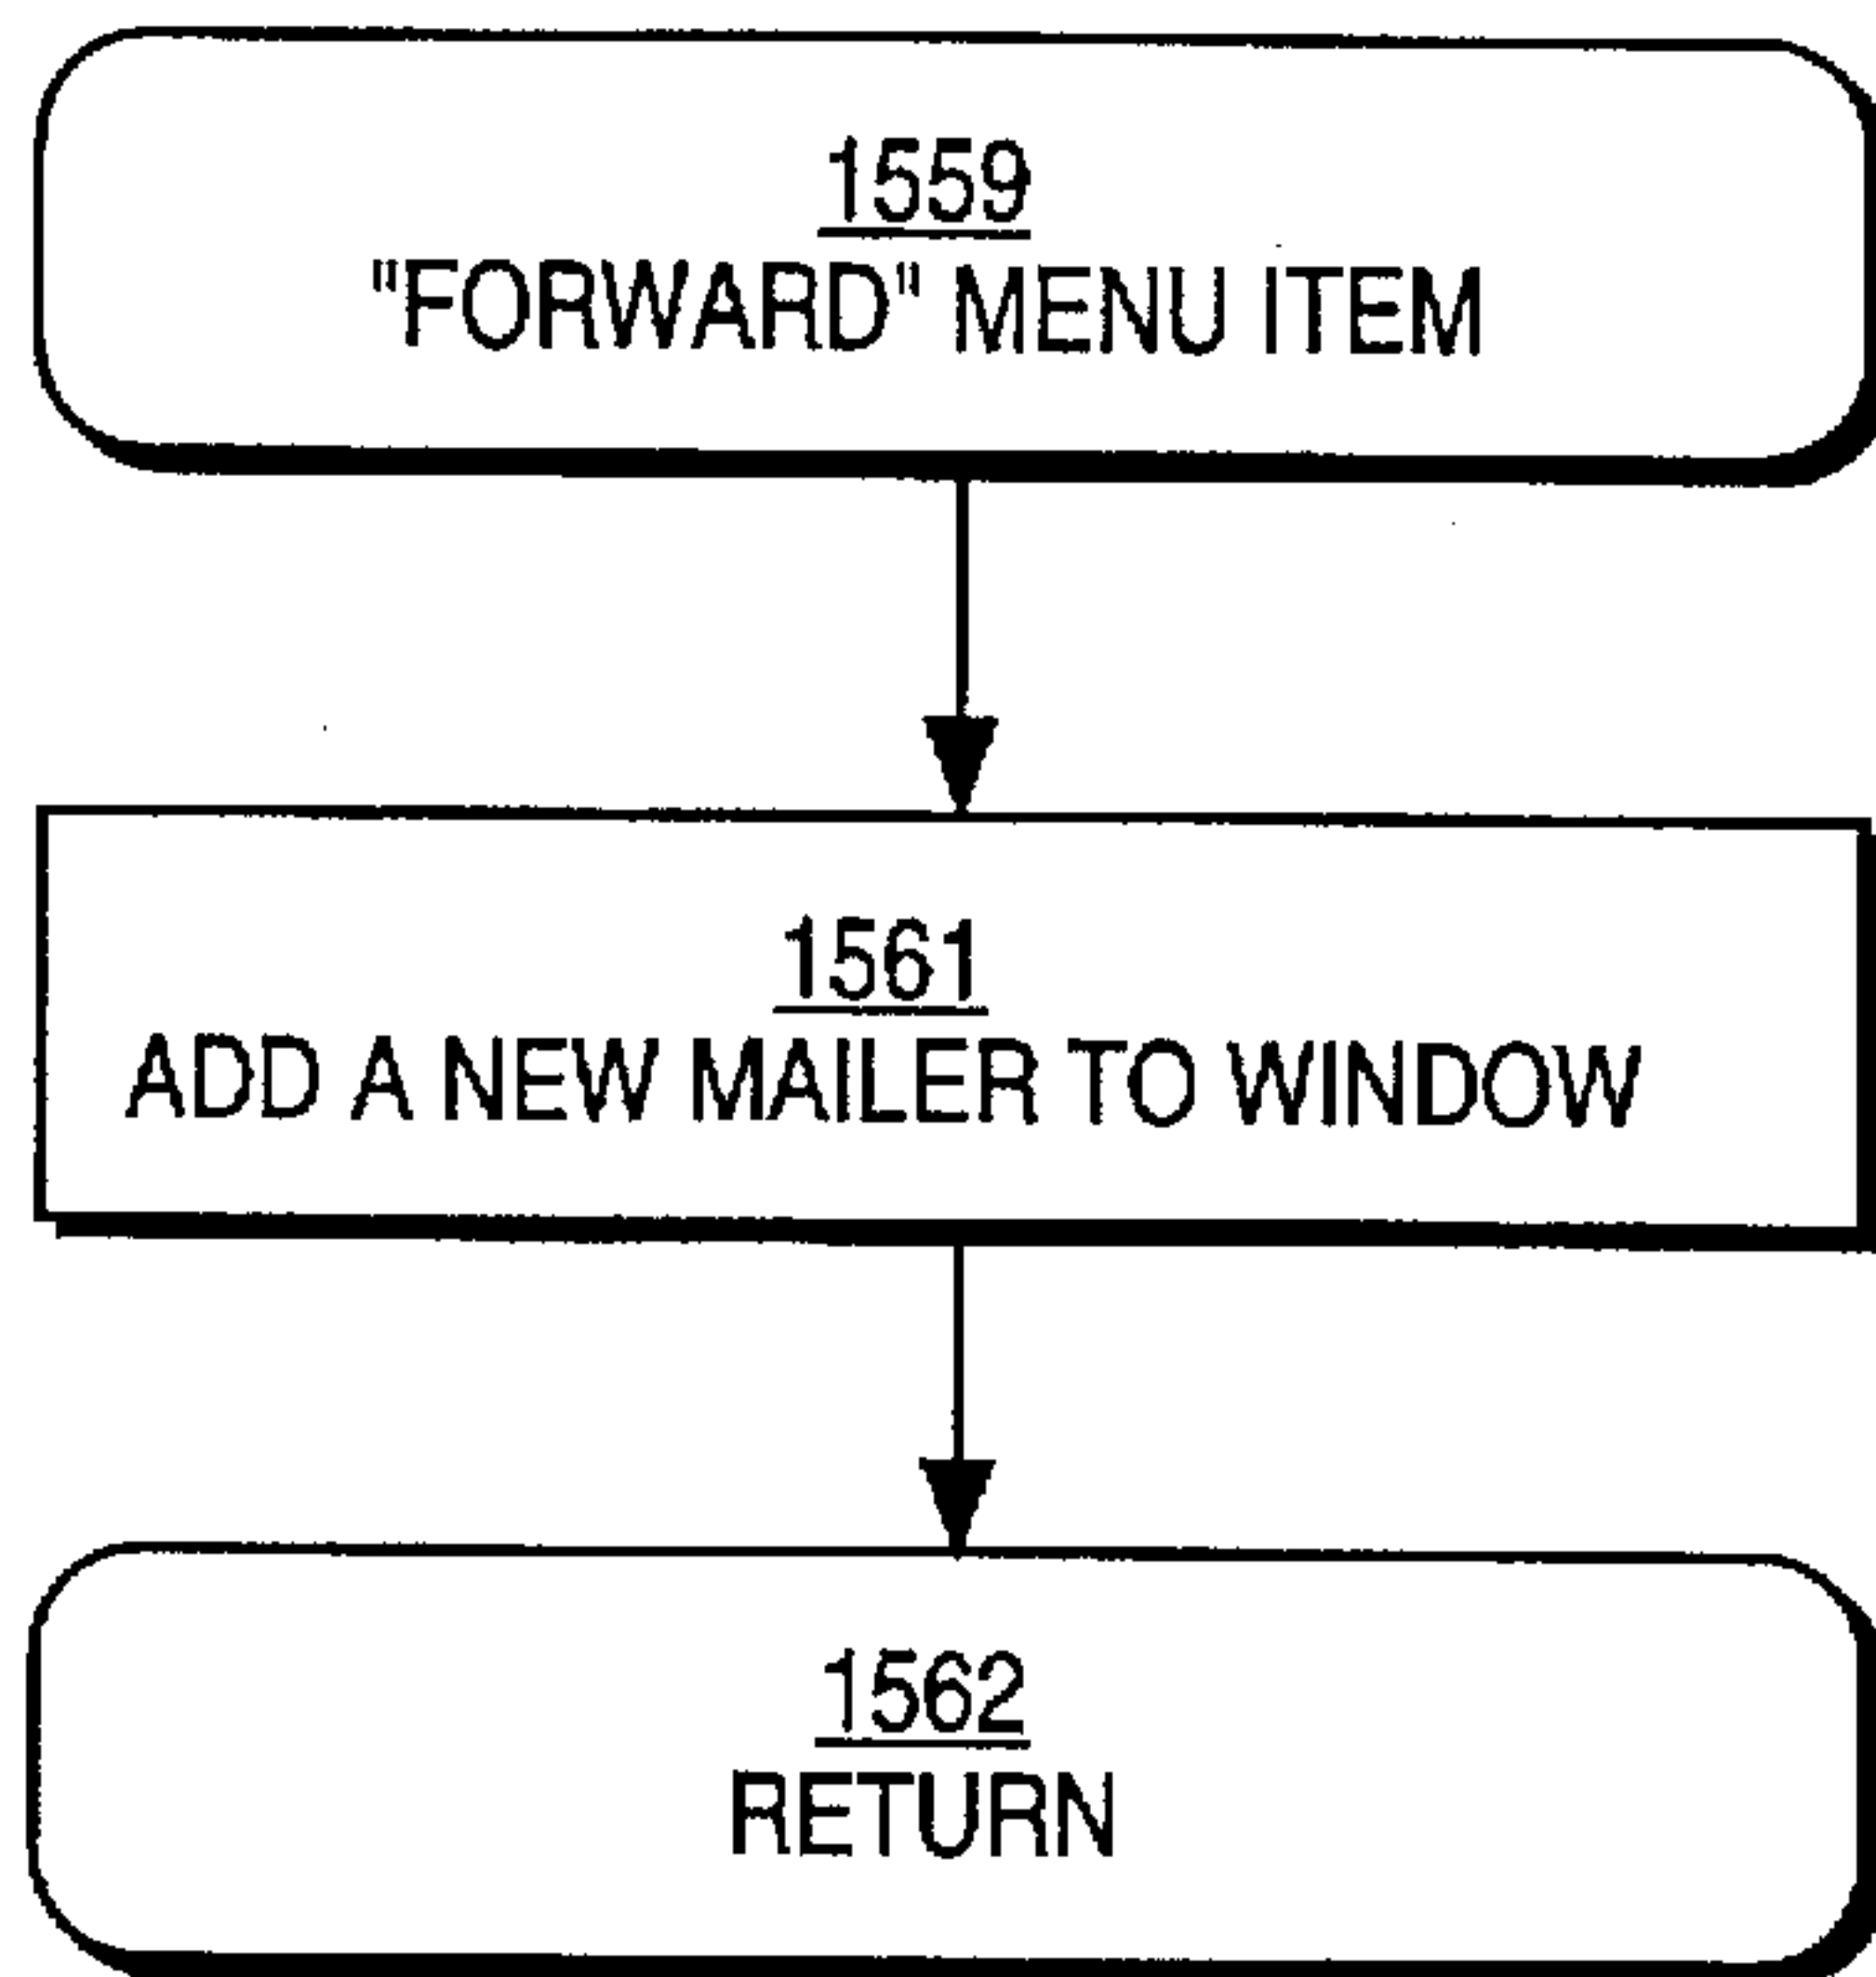 1559
"FORWARD" MENU ITEM
1561
ADD A NEW MAILER TO WINDOW
1562
RETURN